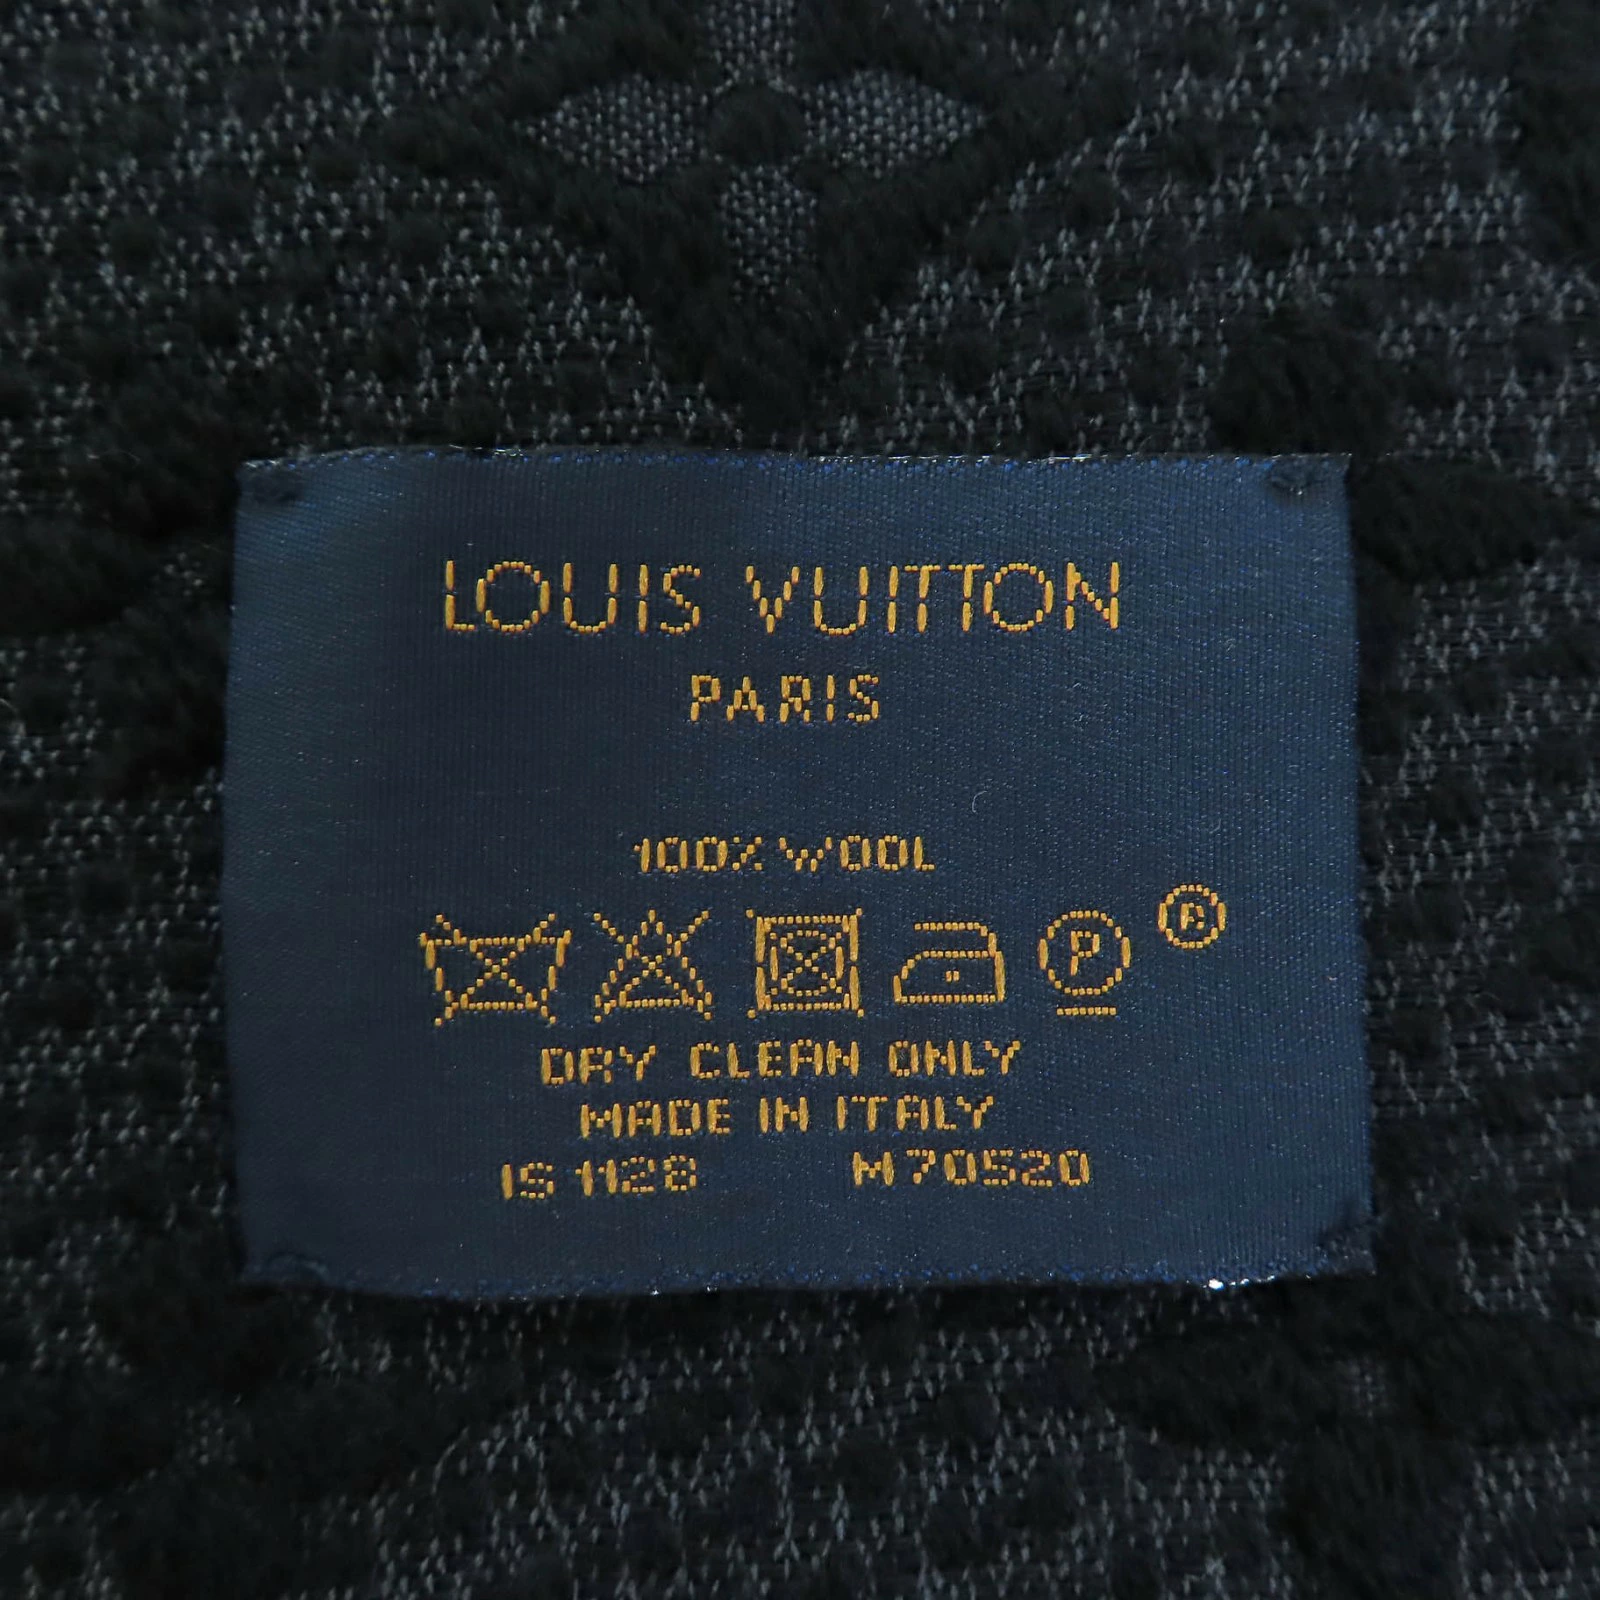 LOUIS VUITTON
PARIS
100% WOOL
P Ⓐ
DRY CLEAN ONLY
MADE IN ITALY
IS 1128 M70520